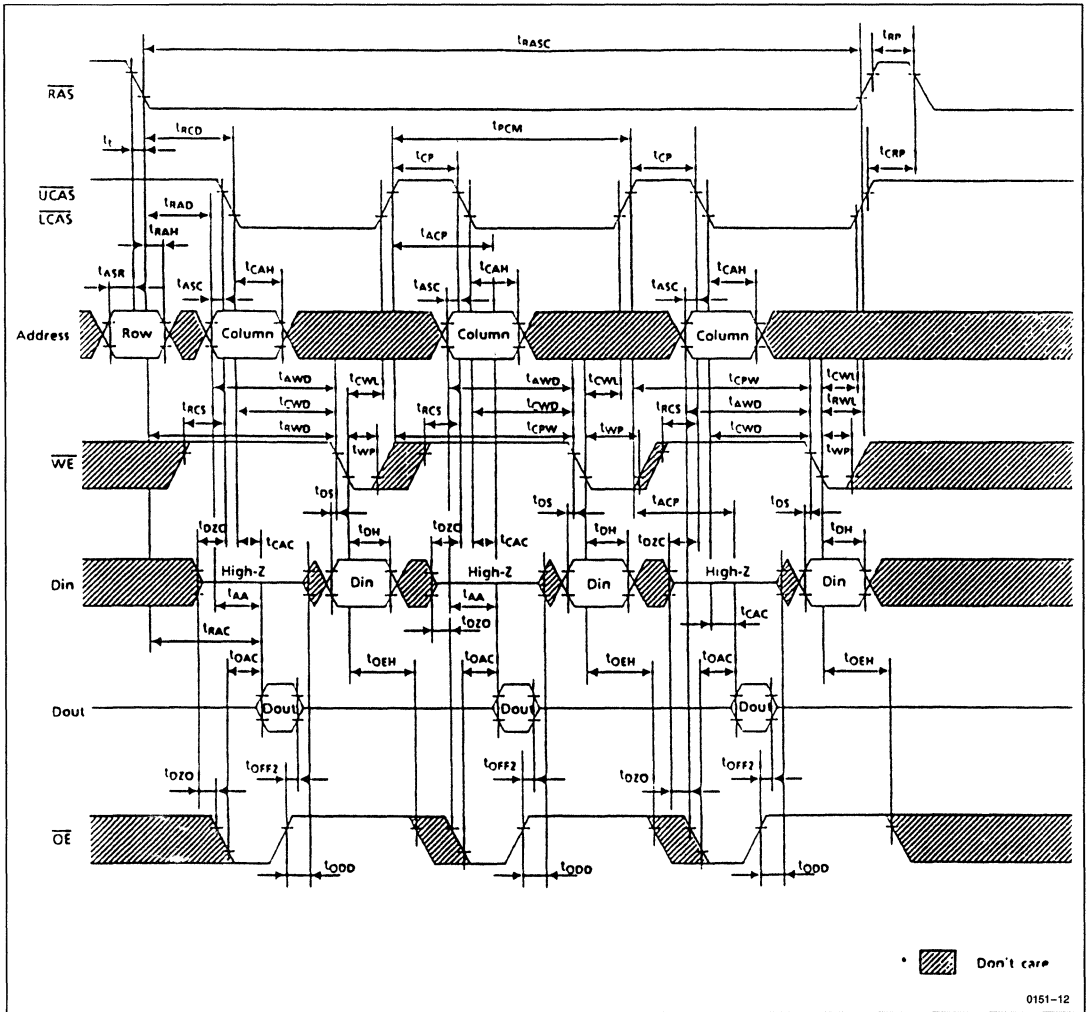 tRASC
tRP
RAS
tRCD
tPCM
tT
tCP
tCP
tCRP
UCAS
LCAS
tRAD
tRAH
tACP
tASR
tASC
tCAH
tASC
tCAH
tASC
tCAH
Address
Row
Column
Column
Column
tAWD
tCWL
tAWD
tCWL
tCPW
tCWL
tRCS
tCWD
tRCS
tCWD
tRCS
tAWD
tRWL
tRWD
tWP
tCPW
tWP
tCWD
tWP
WE
tDS
tDS
tACP
tDS
tDZC
tCAC
tDH
tDZC
tCAC
tDH
tDZC
tDH
Din
High-Z
Din
High-Z
Din
High-Z
Din
tAA
tAA
tDZO
tCAC
tRAC
tOAC
tOEH
tOAC
tOEH
tOAC
tOEH
Dout
Dout
Dout
Dout
tDZO
tOFF2
tOFF2
tDZO
tOFF2
OE
tODD
tODD
tODD
* Don't care
0151–12